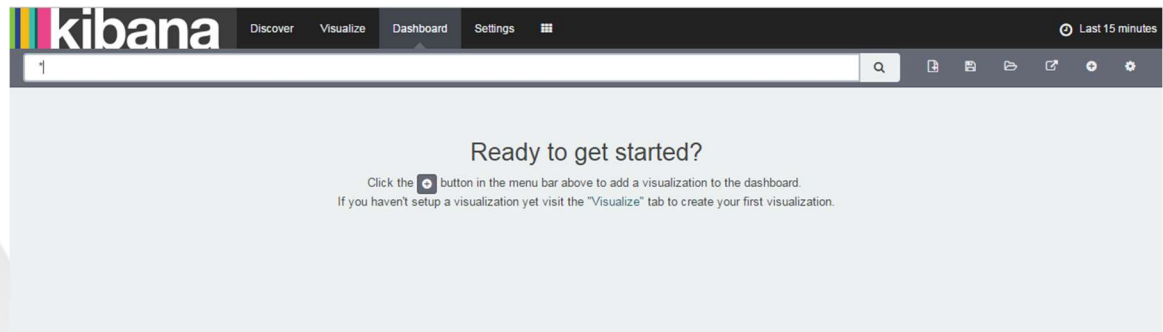 kibana Discover Visualize Dashboard Settings Last 15 minutes
*
Ready to get started?
Click the button in the menu bar above to add a visualization to the dashboard.
If you haven't setup a visualization yet visit the "Visualize" tab to create your first visualization.